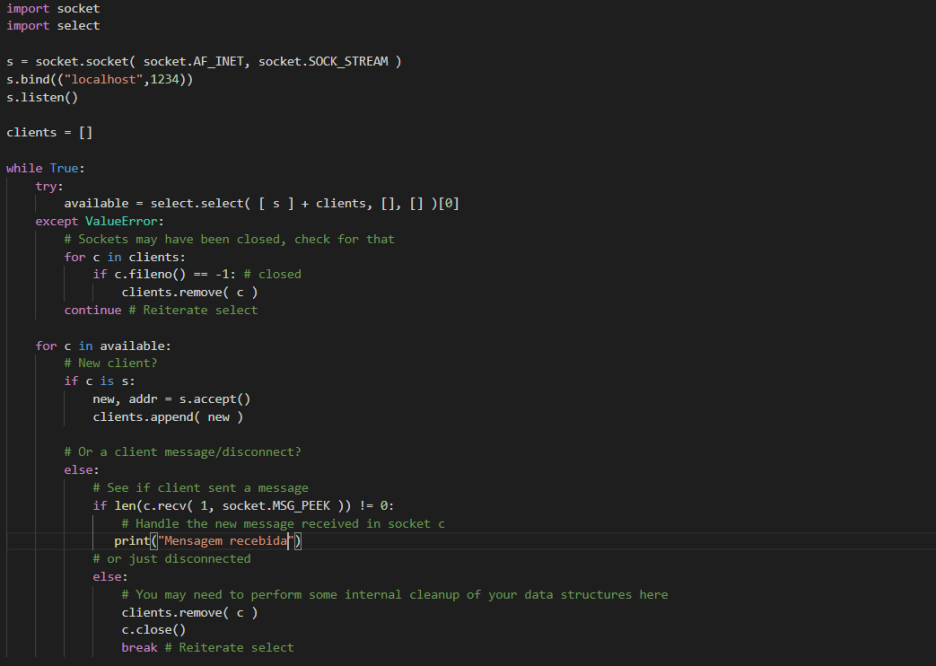 import socket
import select

s = socket.socket( socket.AF_INET, socket.SOCK_STREAM )
s.bind(("localhost",1234))
s.listen()

clients = []

while True:
    try:
        available = select.select( [ s ] + clients, [], [] )[0]
    except ValueError:
        # Sockets may have been closed, check for that
        for c in clients:
            if c.fileno() == -1: # closed
                clients.remove( c )
        continue # Reiterate select

    for c in available:
        # New client?
        if c is s:
            new, addr = s.accept()
            clients.append( new )

        # Or a client message/disconnect?
        else:
            # See if client sent a message
            if len(c.recv( 1, socket.MSG_PEEK )) != 0:
                # Handle the new message received in socket c
               print("Mensagem recebida")
            # or just disconnected
            else:
                # You may need to perform some internal cleanup of your data structures here
                clients.remove( c )
                c.close()
                break # Reiterate select